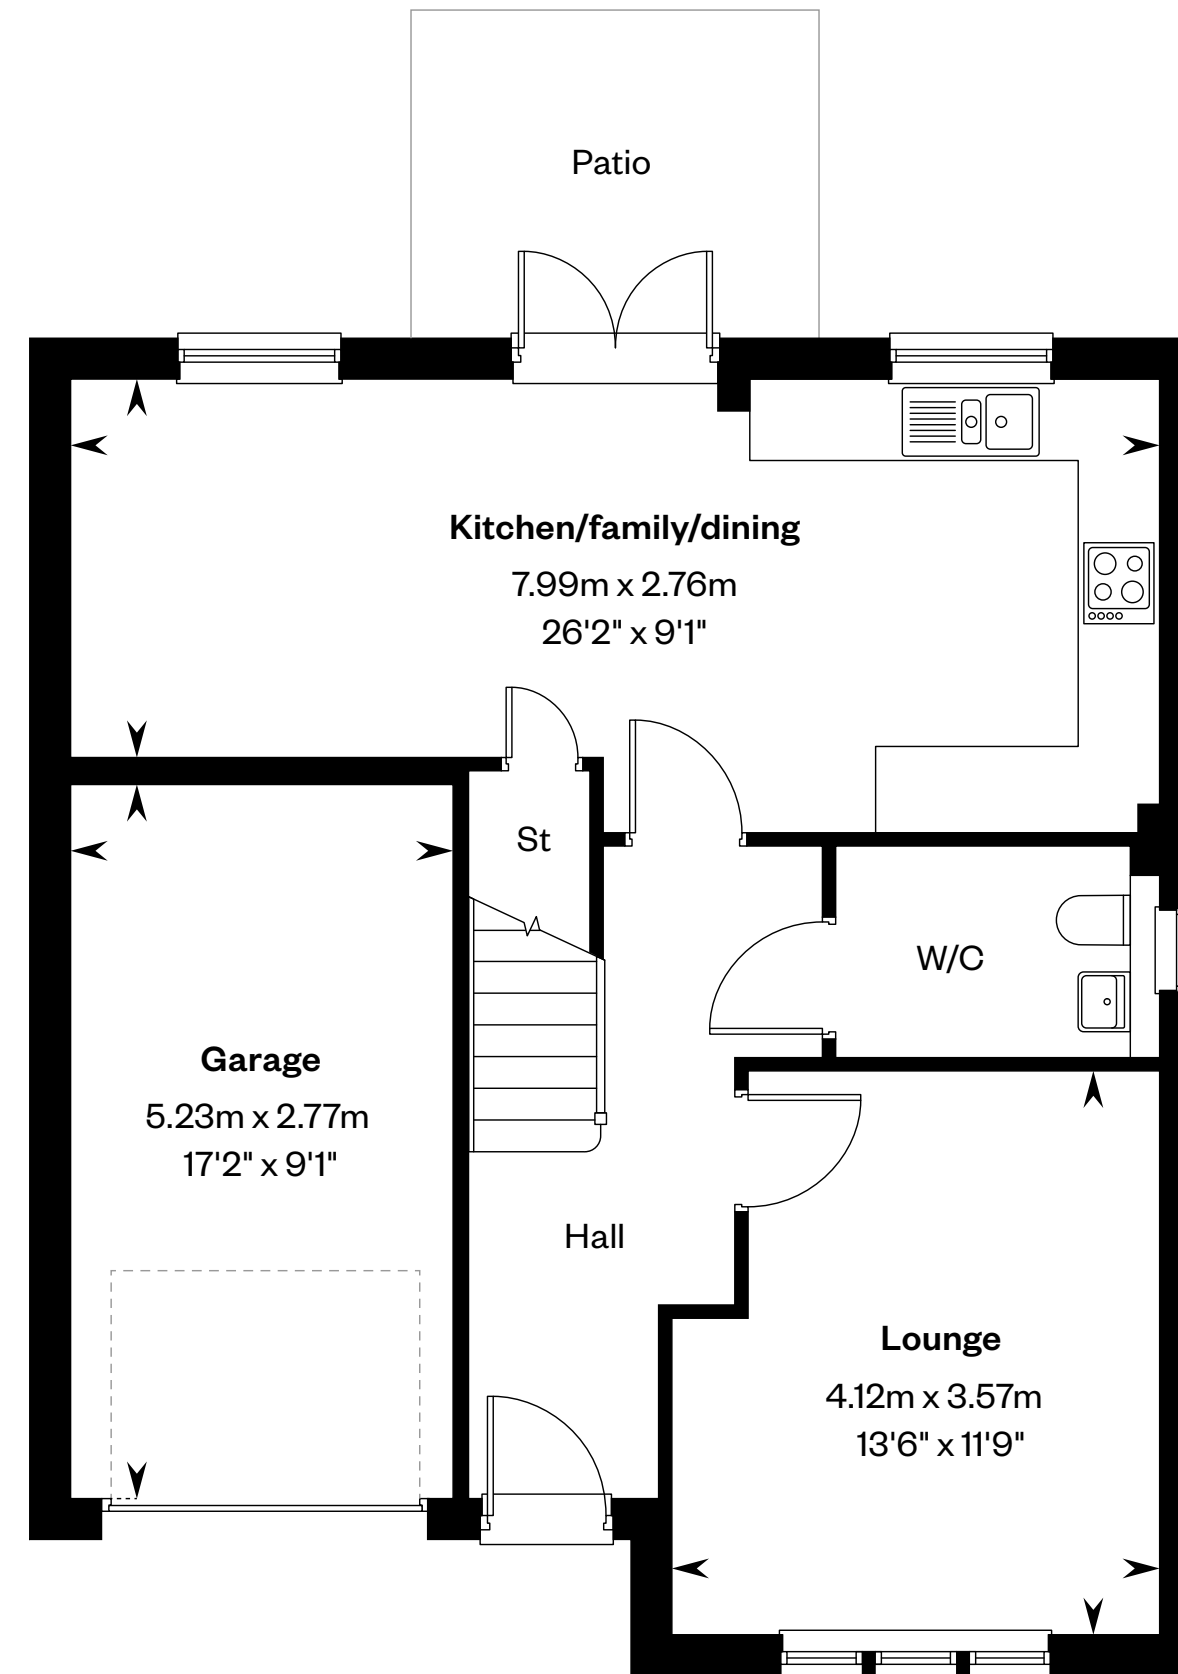 Patio
Kitchen/family/dining
7.99m x 2.76m
26'2" x 9'1"
St
W/C
Garage
5.23m x 2.77m
17'2" x 9'1"
Hall
Lounge
4.12m x 3.57m
13'6" x 11'9"